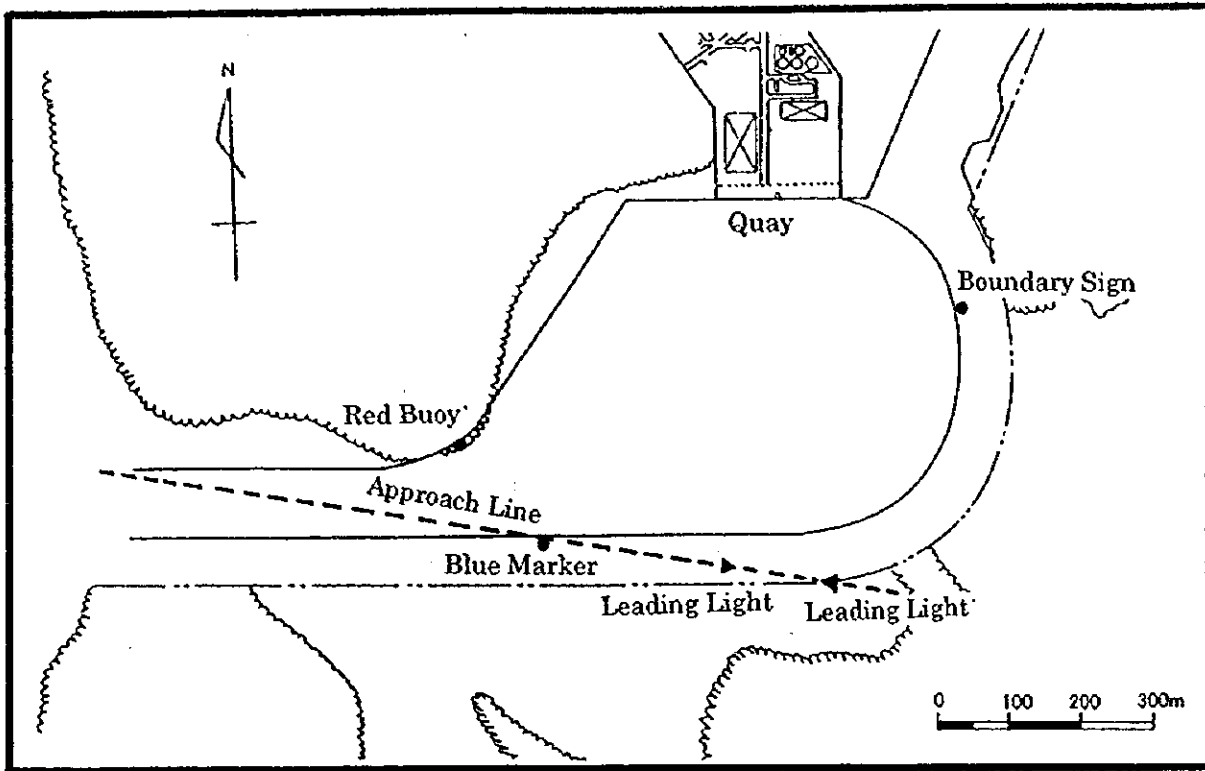 N
Quay
Boundary Sign
Red Buoy
Approach Line
Blue Marker
Leading Light
Leading Light
0 100 200 300m